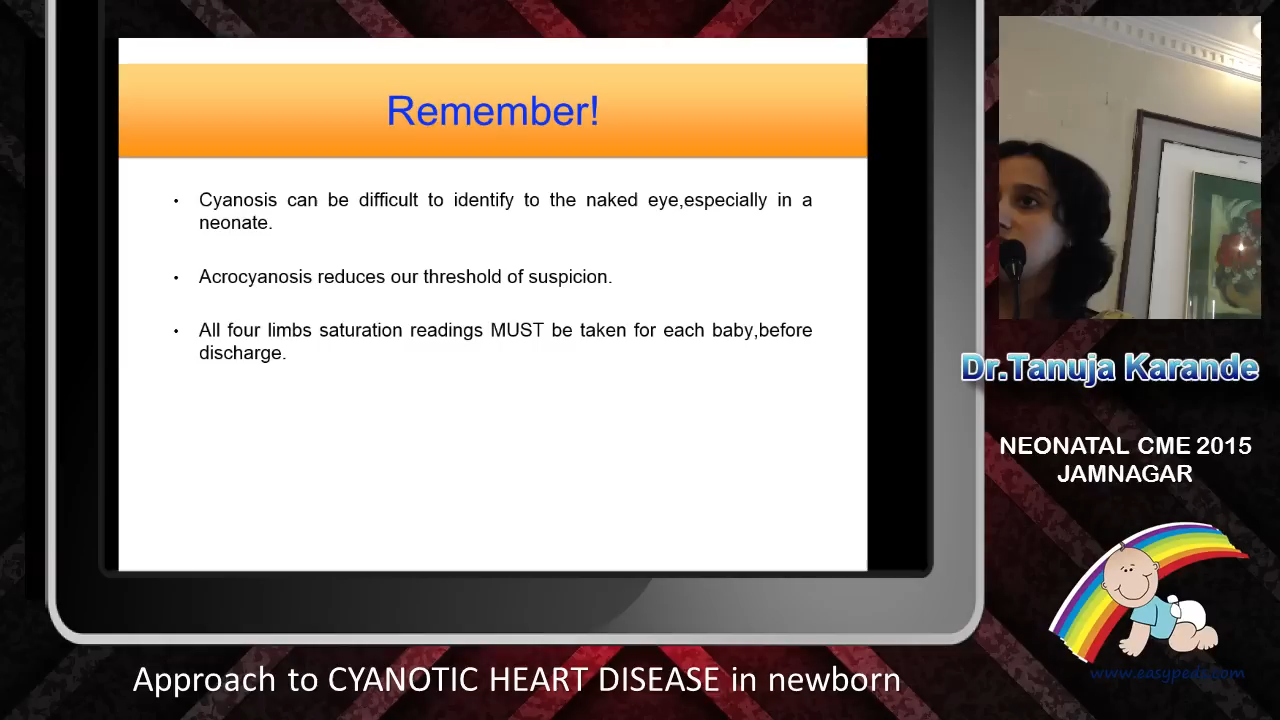 Remember!
• Cyanosis can be difficult to identify to the naked eye,especially in a
neonate.
• Acrocyanosis reduces our threshold of suspicion.
• All four limbs saturation readings MUST be taken for each baby,before
discharge.
Dr.Tanuja Karande
NEONATAL CME 2015
JAMNAGAR
www.easypeds.com
Approach to CYANOTIC HEART DISEASE in newborn